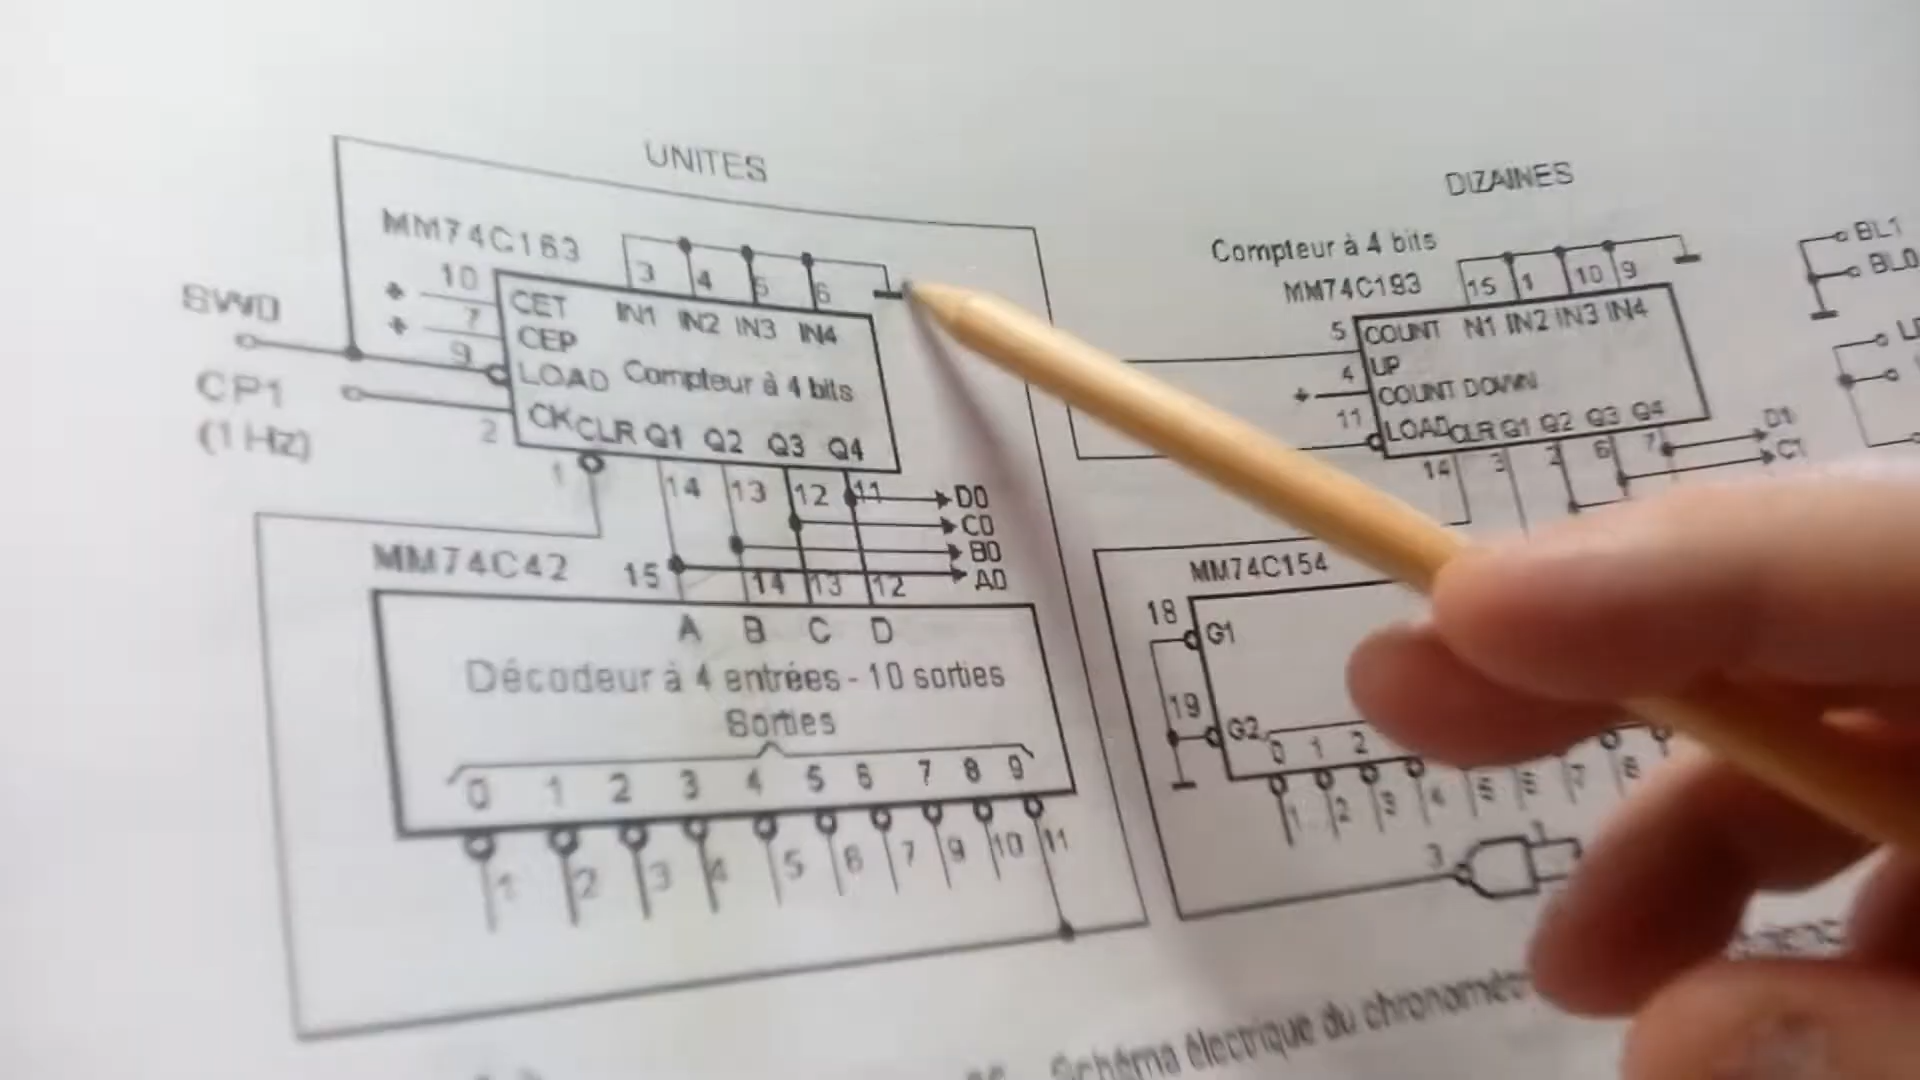 UNITES
DIZAINES
MM74C163
Compteur à 4 bits
MM74C193
BL1
BL0
SW0
CP1
(1 Hz)
10
7
9
2
1
3 4 5 6
CET
CEP
LOAD
CK CLR
IN1 IN2 IN3 IN4
Compteur à 4 bits
Q1 Q2 Q3 Q4
14 13 12 11
D0
C0
B0
A0
15 1 10 9
5
4
11
COUNT
UP
COUNT DOWN
LOAD CLR Q1 Q2 Q3 Q4
N1 IN2 IN3 IN4
14 3 2 6 7
D1
C1
MM74C42
15 14 13 12
A B C D
Décodeur à 4 entrées - 10 sorties
Sorties
0 1 2 3 4 5 6 7 8 9
1 2 3 4 5 6 7 9 10 11
MM74C154
18
G1
19
G2
0 1 2
1 2 3 4 5 6 7 8
3
Schéma électrique du chronomét